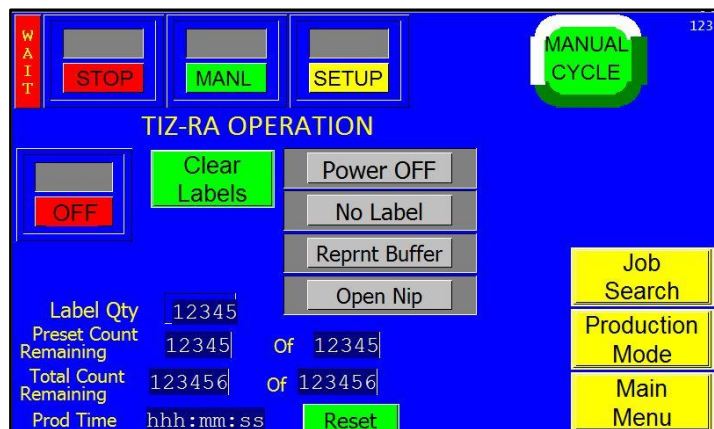 WAIT
STOP
MANL
SETUP
MANUAL
CYCLE
123
TIZ-RA OPERATION
OFF
Clear
Labels
Power OFF
No Label
Reprnt Buffer
Open Nip
Job
Search
Production
Mode
Main
Menu
Label Qty 12345
Preset Count
Remaining 12345 Of 12345
Total Count
Remaining 123456 Of 123456
Prod Time hhh:mm:ss Reset